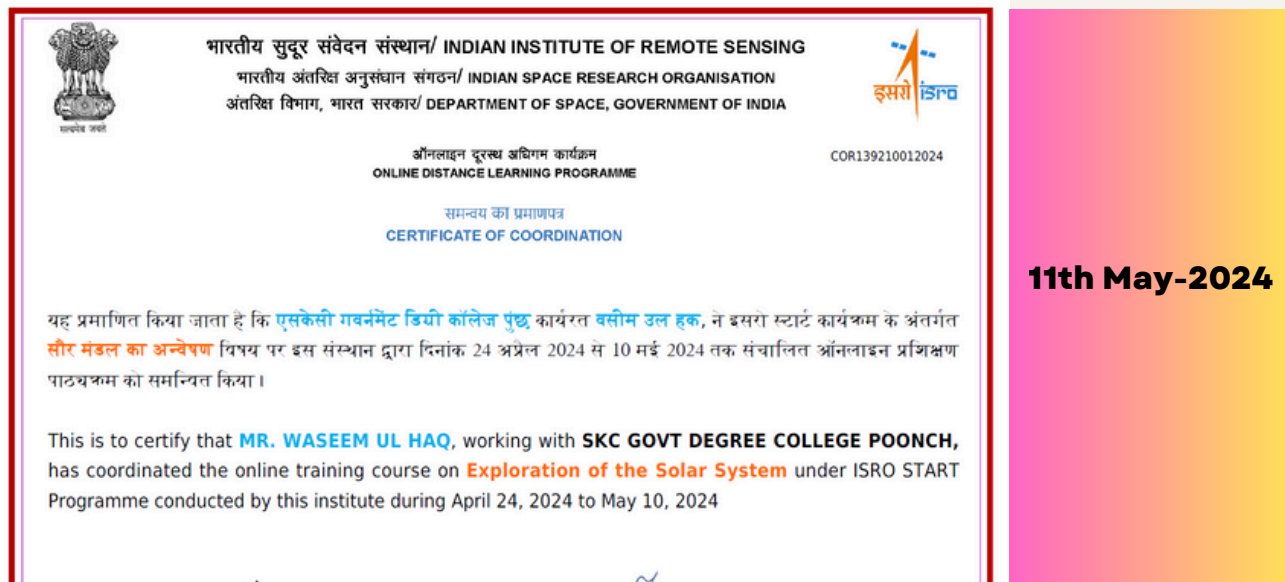 भारतीय सुदूर संवेदन संस्थान/ INDIAN INSTITUTE OF REMOTE SENSING
भारतीय अंतरिक्ष अनुसंधान संगठन/ INDIAN SPACE RESEARCH ORGANISATION
अंतरिक्ष विभाग, भारत सरकार/ DEPARTMENT OF SPACE, GOVERNMENT OF INDIA
सत्यमेव जयते
इसरो isro
ऑनलाइन दूरस्थ अधिगम कार्यक्रम
COR139210012024
ONLINE DISTANCE LEARNING PROGRAMME
समन्वय का प्रमाणपत्र
CERTIFICATE OF COORDINATION
11th May-2024
यह प्रमाणित किया जाता है कि एसकेसी गवर्नमेंट डिग्री कॉलेज पुंछ कार्यरत वसीम उल हक, ने इसरो स्टार्ट कार्यक्रम के अंतर्गत
सौर मंडल का अन्वेषण विषय पर इस संस्थान द्वारा दिनांक 24 अप्रैल 2024 से 10 मई 2024 तक संचालित ऑनलाइन प्रशिक्षण
पाठ्यक्रम को समन्वित किया।
This is to certify that MR. WASEEM UL HAQ, working with SKC GOVT DEGREE COLLEGE POONCH,
has coordinated the online training course on Exploration of the Solar System under ISRO START
Programme conducted by this institute during April 24, 2024 to May 10, 2024